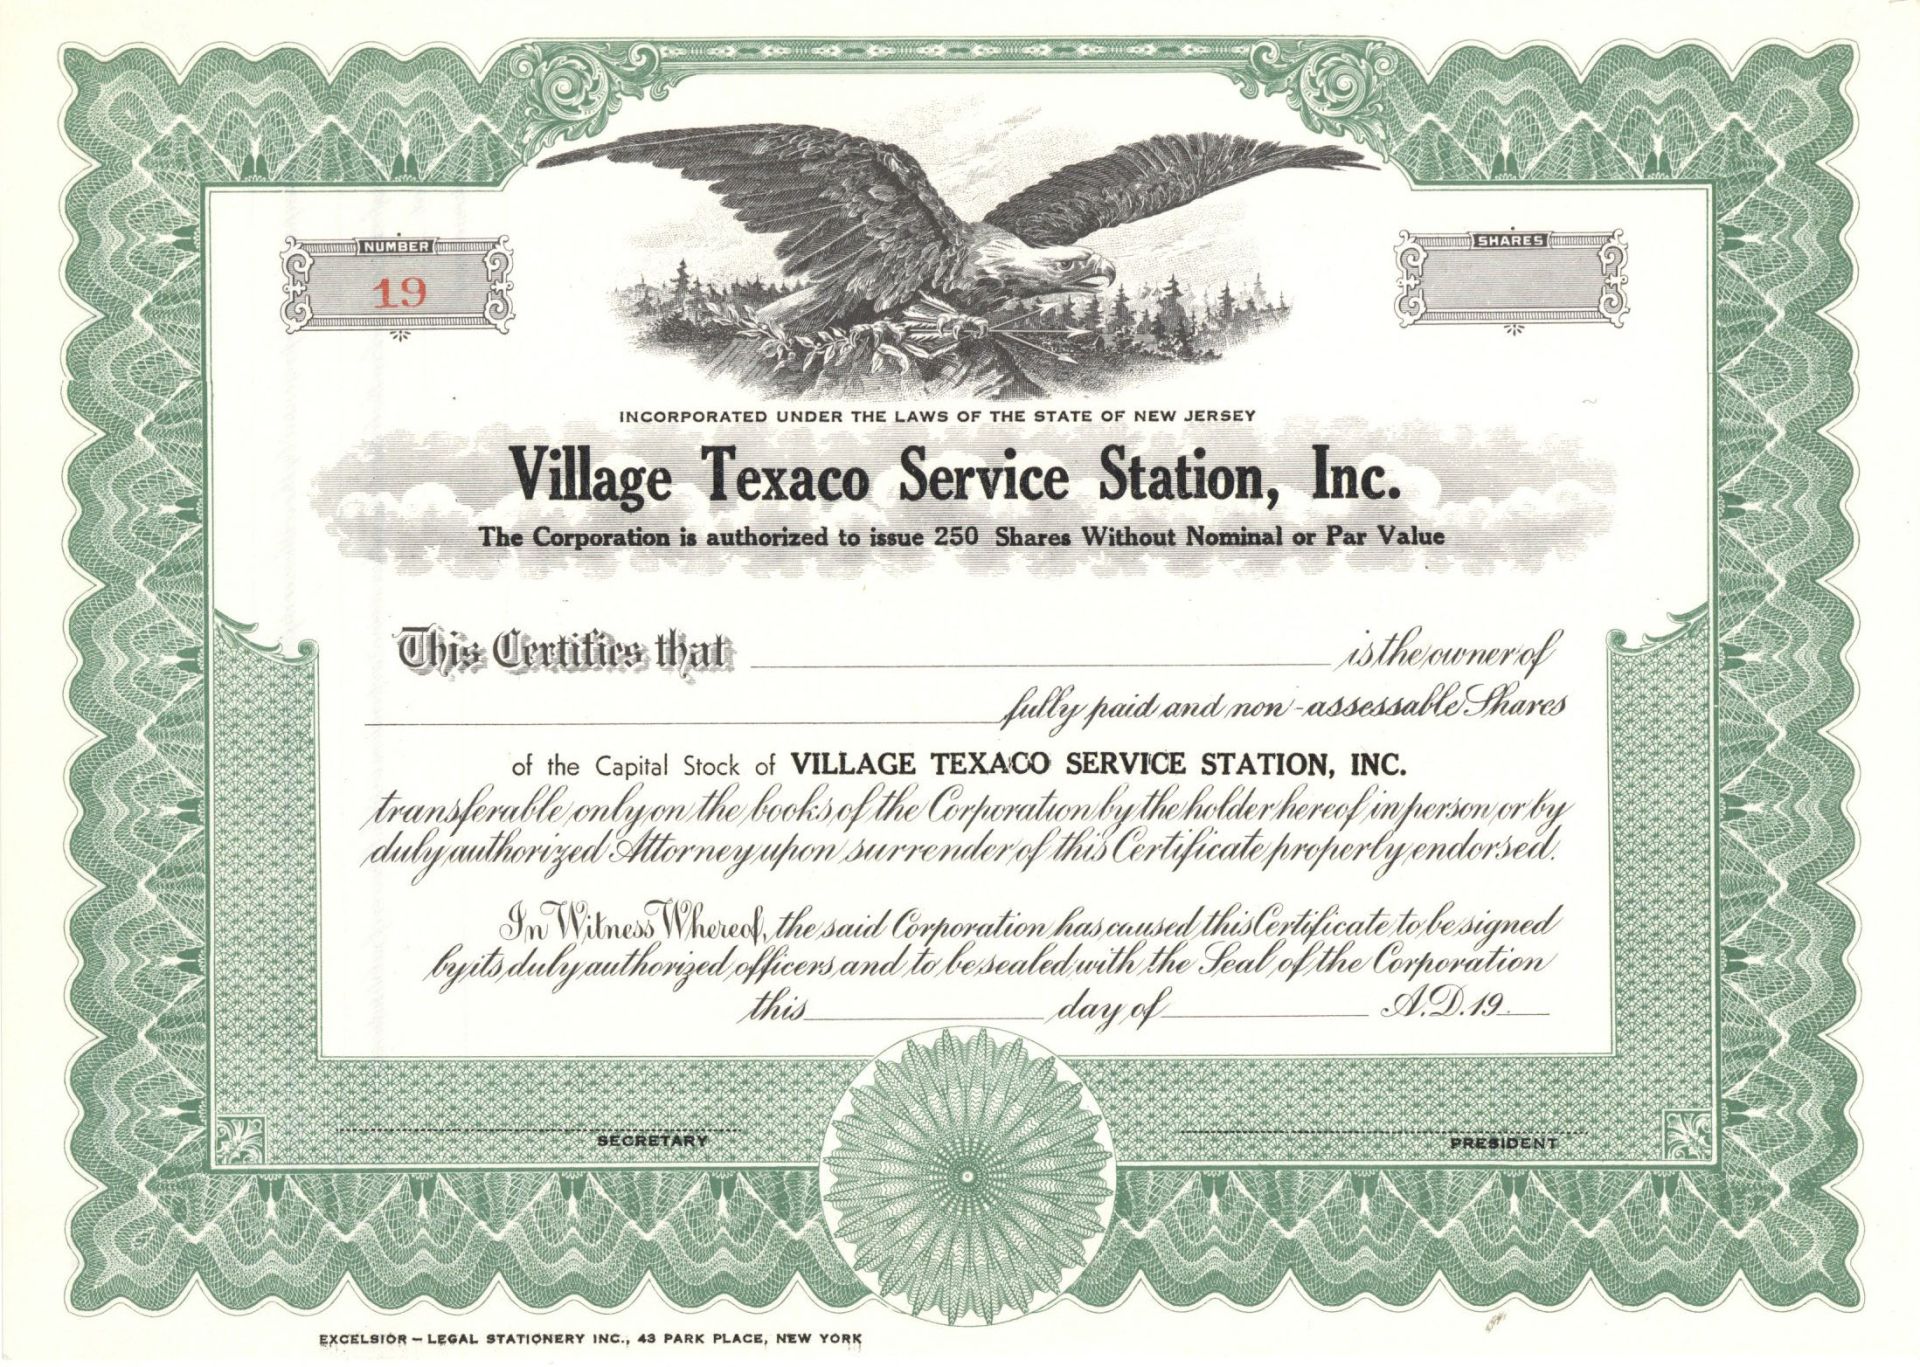 NUMBER
19
SHARES
INCORPORATED UNDER THE LAWS OF THE STATE OF NEW JERSEY
Village Texaco Service Station, Inc.
The Corporation is authorized to issue 250 Shares Without Nominal or Par Value
This Certifies that is the owner of
fully paid and non-assessable Shares
of the Capital Stock of VILLAGE TEXACO SERVICE STATION, INC.
transferable only on the books of the Corporation by the holder hereof in person or by
duly authorized Attorney upon surrender of this Certificate properly endorsed.
In Witness Whereof, the said Corporation has caused this Certificate to be signed
by its duly authorized officers and to be sealed with the Seal of the Corporation
this day of A.D. 19
SECRETARY
PRESIDENT
EXCELSIOR – LEGAL STATIONERY INC., 43 PARK PLACE, NEW YORK